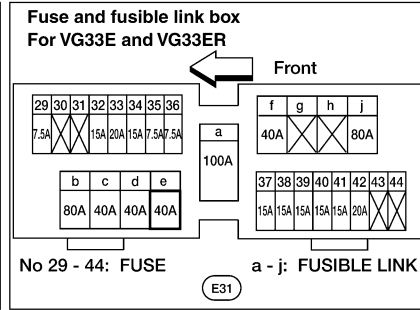 Fuse and fusible link box
For VG33E and VG33ER
Front
29 30 31 32 33 34 35 36
7.5A 15A 20A 15A 7.5A 7.5A
a
100A
f g h j
40A 80A
b c d e
80A 40A 40A 40A
37 38 39 40 41 42 43 44
15A 15A 15A 15A 15A 20A
No 29 - 44: FUSE
a - j: FUSIBLE LINK
E31